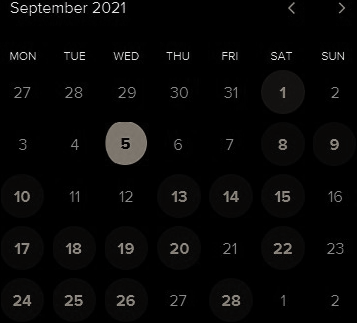 September 2021
MON TUE WED THU FRI SAT SUN
27 28 29 30 31 1 2
3 4 5 6 7 8 9
10 11 12 13 14 15 16
17 18 19 20 21 22 23
24 25 26 27 28 1 2